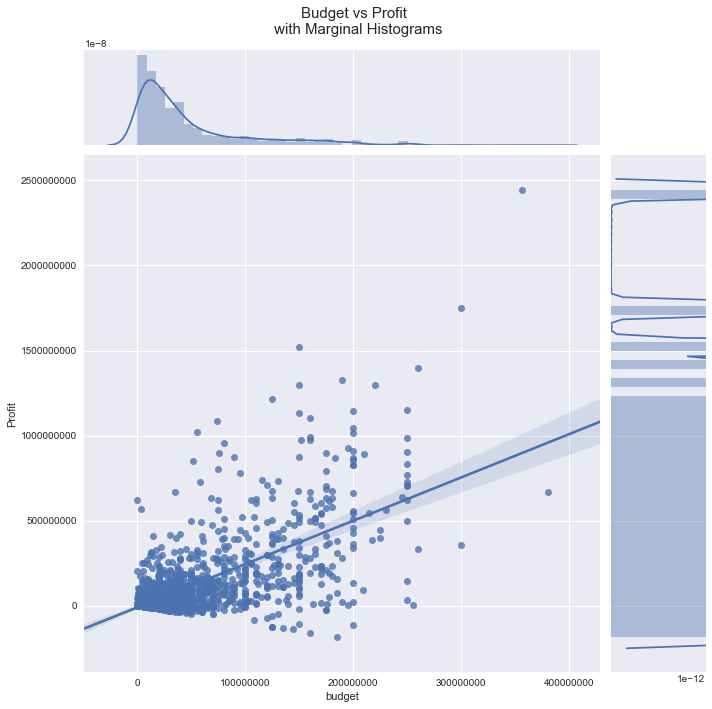 Budget vs Profit
with Marginal Histograms
1e−8
2500000000
2000000000
1500000000
1000000000
500000000
0
Profit
0
100000000
200000000
300000000
400000000
budget
1e−12